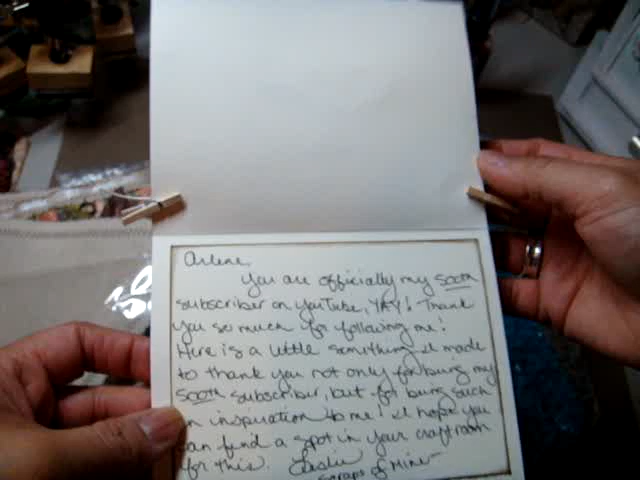 Arlene
You are officially my 500th
subscriber on YouTube, YAY! Thank
you so much for following me!
Here is a little something I made
to thank you not only for being my
500th subscriber, but for being such
an inspiration to me! I hope you
can find a spot in your craftroom
for this. Leslie
Scraps of Mine